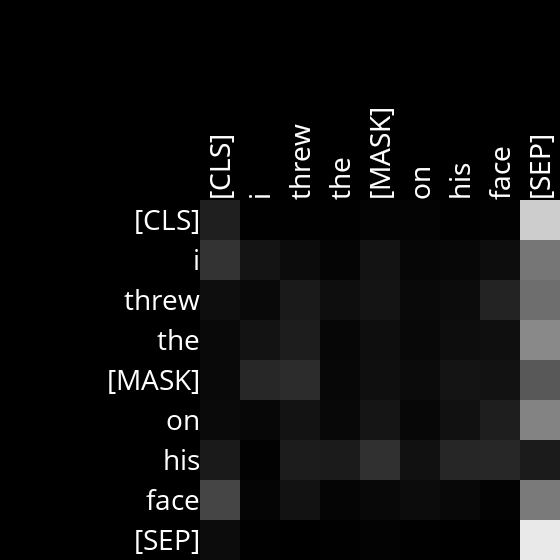 [CLS] i threw the [MASK] on his face [SEP]
[CLS]
i
threw
the
[MASK]
on
his
face
[SEP]